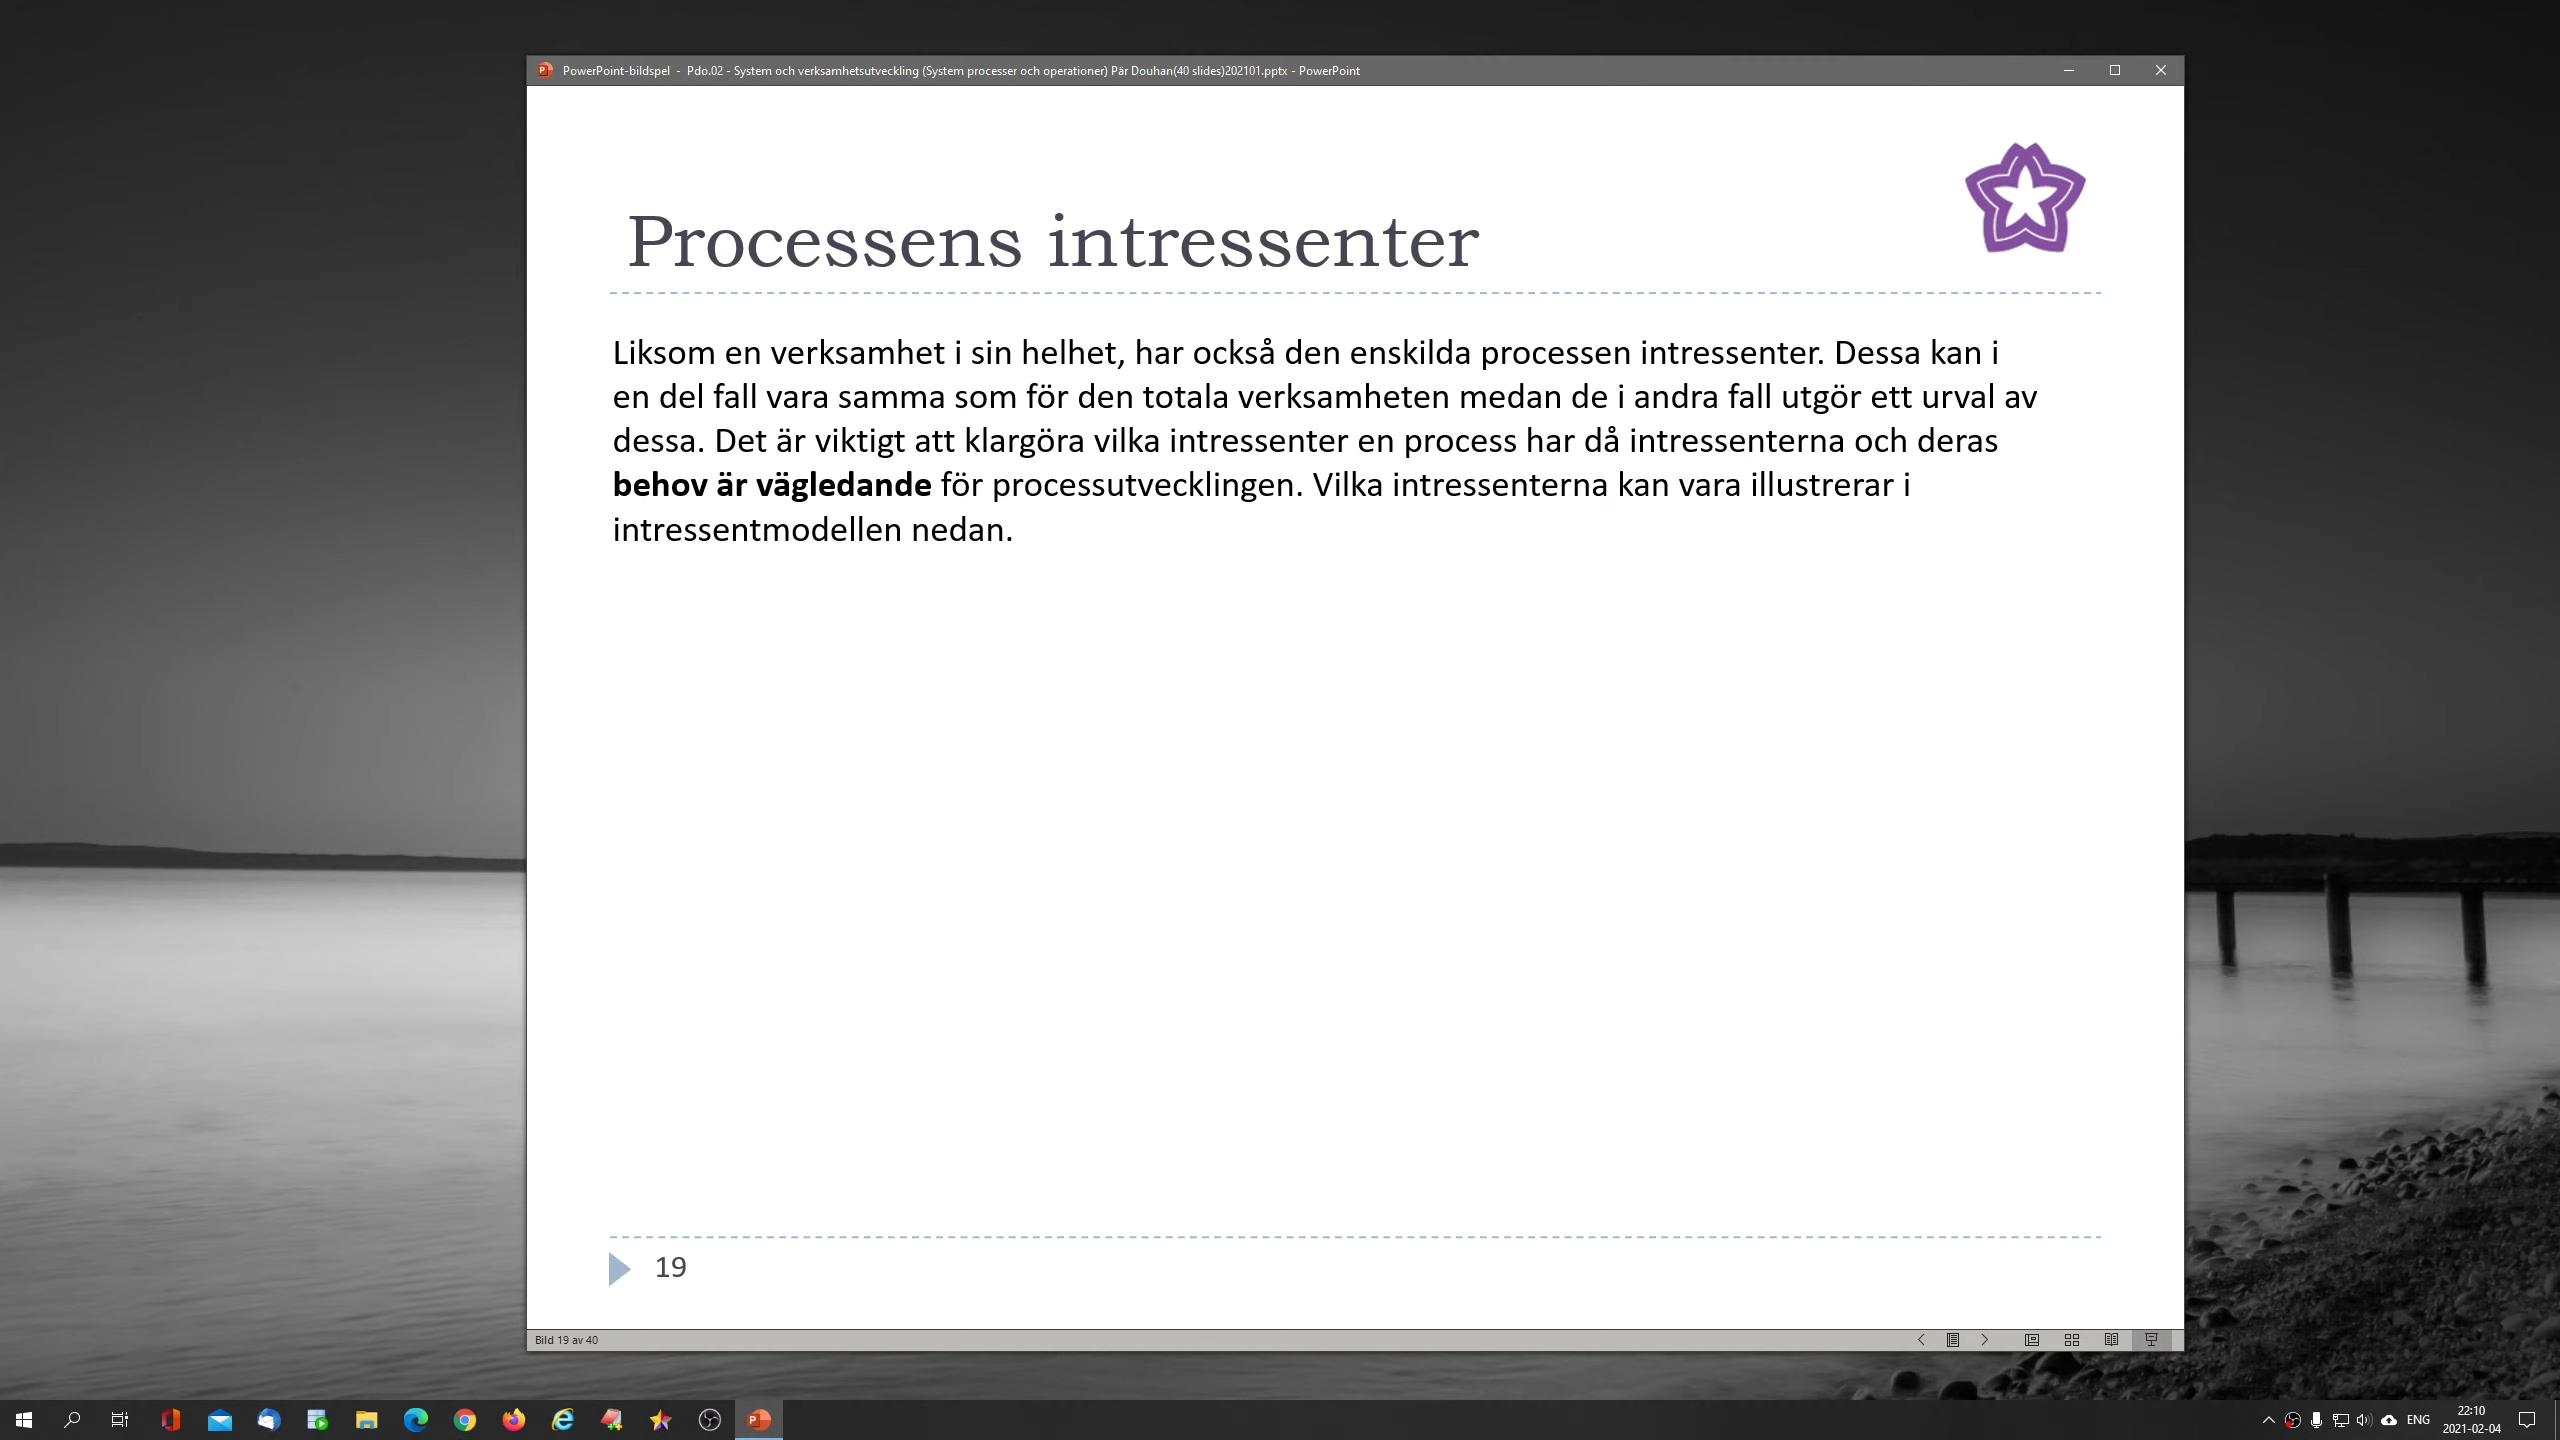 PowerPoint-bildspel - Pdo.02 - System och verksamhetsutveckling (System processer och operationer) Pär Douhan(40 slides)202101.pptx - PowerPoint
Processens intressenter
Liksom en verksamhet i sin helhet, har också den enskilda processen intressenter. Dessa kan i
en del fall vara samma som för den totala verksamheten medan de i andra fall utgör ett urval av
dessa. Det är viktigt att klargöra vilka intressenter en process har då intressenterna och deras
behov är vägledande för processutvecklingen. Vilka intressenterna kan vara illustrerar i
intressentmodellen nedan.
19
Bild 19 av 40
ENG
22:10
2021-02-04